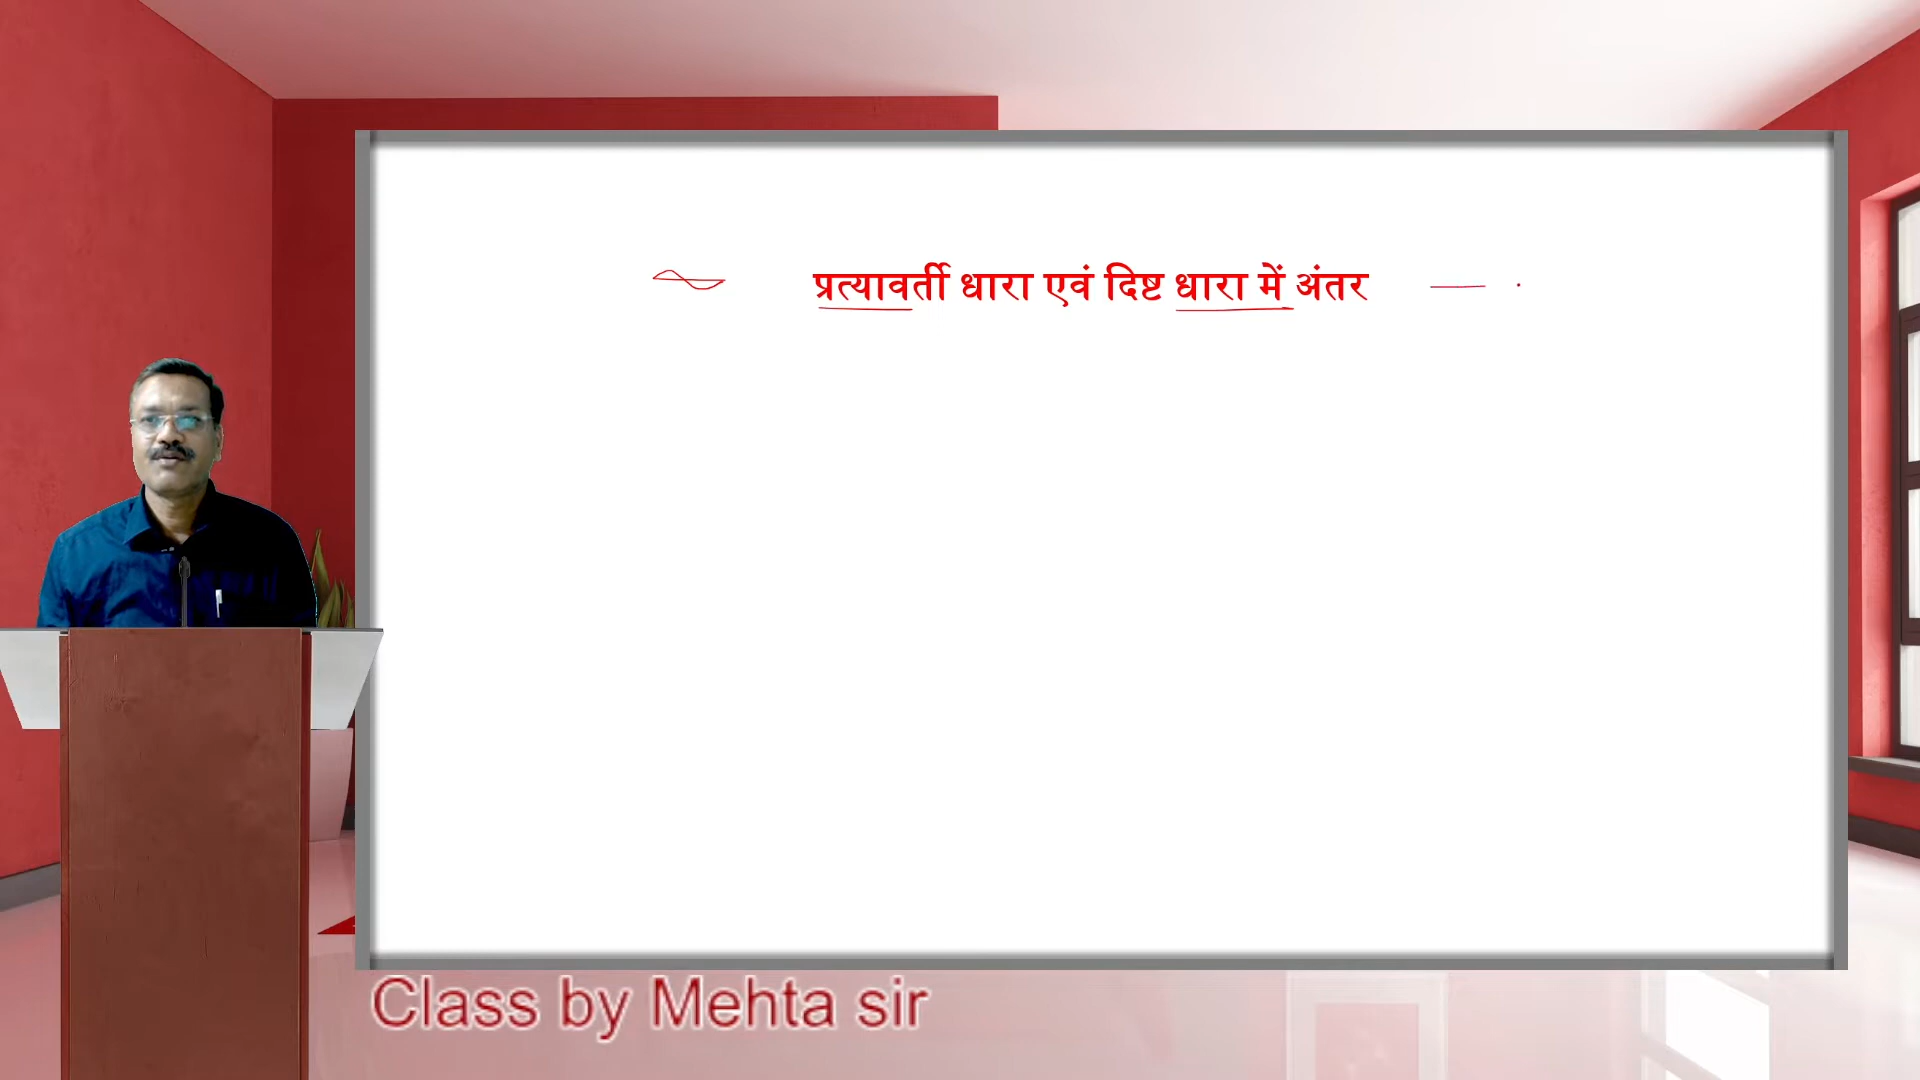 प्रत्यावर्ती धारा एवं दिष्ट धारा में अंतर
Class by Mehta sir